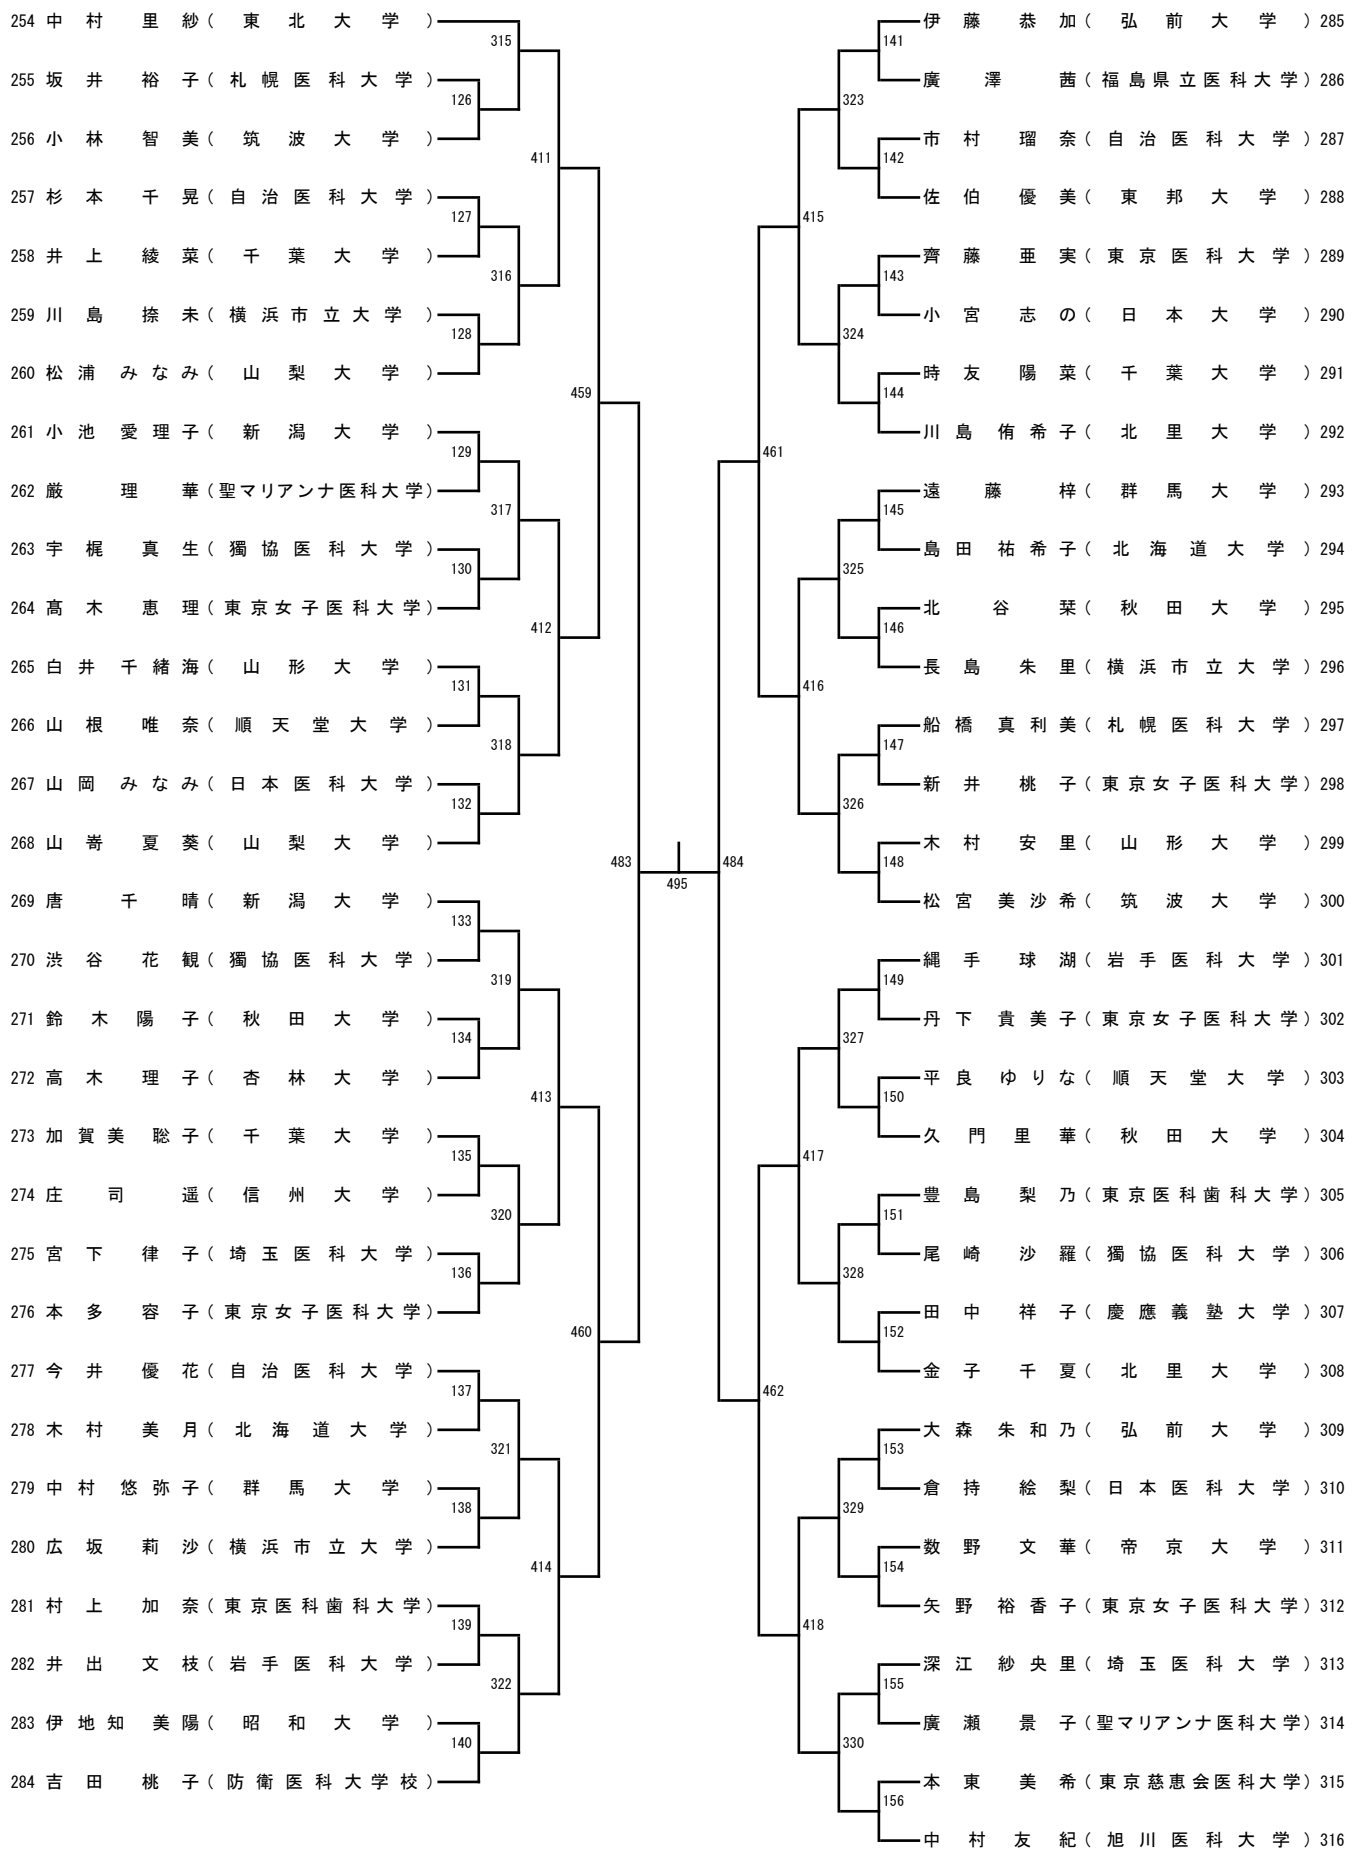 254 中村 里紗(東北大学)
315
255 坂井 裕子(札幌医科大学)
126
256 小林 智美(筑波大学)
411
257 杉本 千晃(自治医科大学)
127
258 井上 綾菜(千葉大学)
316
259 川島 捺未(横浜市立大学)
128
260 松浦 みなみ(山梨大学)
459
261 小池 愛理子(新潟大学)
129
262 厳 理華(聖マリアンナ医科大学)
317
263 宇梶 真生(獨協医科大学)
130
264 髙木 恵理(東京女子医科大学)
412
265 白井 千緒海(山形大学)
131
266 山根 唯奈(順天堂大学)
318
267 山岡 みなみ(日本医科大学)
132
268 山嵜 夏葵(山梨大学)
483
269 唐 千晴(新潟大学)
133
270 渋谷 花観(獨協医科大学)
319
271 鈴木 陽子(秋田大学)
134
272 高木 理子(杏林大学)
413
273 加賀美 聡子(千葉大学)
135
274 庄司 遥(信州大学)
320
275 宮下 律子(埼玉医科大学)
136
276 本多 容子(東京女子医科大学)
460
277 今井 優花(自治医科大学)
137
278 木村 美月(北海道大学)
321
279 中村 悠弥子(群馬大学)
138
280 広坂 莉沙(横浜市立大学)
414
281 村上 加奈(東京医科歯科大学)
139
282 井出 文枝(岩手医科大学)
322
283 伊地知 美陽(昭和大学)
140
284 吉田 桃子(防衛医科大学校)
495
伊藤 恭加(弘前大学)285
141
廣澤 茜(福島県立医科大学)286
323
市村 瑠奈(自治医科大学)287
142
佐伯 優美(東邦大学)288
415
齊藤 亜実(東京医科大学)289
143
小宮 志の(日本大学)290
324
時友 陽菜(千葉大学)291
144
川島 侑希子(北里大学)292
461
遠藤 梓(群馬大学)293
145
島田 祐希子(北海道大学)294
325
北谷 栞(秋田大学)295
146
長島 朱里(横浜市立大学)296
416
船橋 真利美(札幌医科大学)297
147
新井 桃子(東京女子医科大学)298
326
木村 安里(山形大学)299
148
484
松宮 美沙希(筑波大学)300
縄手 球湖(岩手医科大学)301
149
丹下 貴美子(東京女子医科大学)302
327
平良 ゆりな(順天堂大学)303
150
久門 里華(秋田大学)304
417
豊島 梨乃(東京医科歯科大学)305
151
尾崎 沙羅(獨協医科大学)306
328
田中 祥子(慶應義塾大学)307
152
金子 千夏(北里大学)308
462
大森 朱和乃(弘前大学)309
153
倉持 絵梨(日本医科大学)310
329
数野 文華(帝京大学)311
154
矢野 裕香子(東京女子医科大学)312
418
深江 紗央里(埼玉医科大学)313
155
廣瀬 景子(聖マリアンナ医科大学)314
330
本東 美希(東京慈恵会医科大学)315
156
中村 友紀(旭川医科大学)316